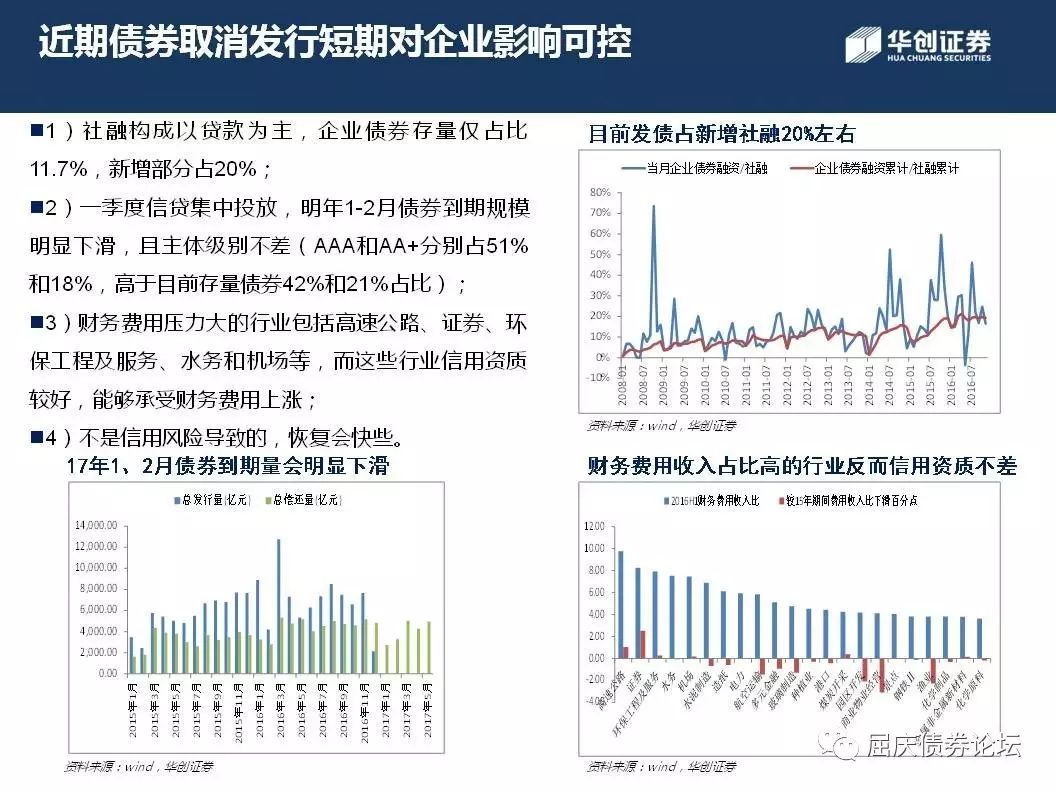 近期债券取消发行短期对企业影响可控
华创证券
HUA CHUANG SECURITIES
■1）社融构成以贷款为主，企业债券存量仅占比
11.7%，新增部分占20%；
■2）一季度信贷集中投放，明年1-2月债券到期规模
明显下滑，且主体级别不差（AAA和AA+分别占51%
和18%，高于目前存量债券42%和21%占比）；
■3）财务费用压力大的行业包括高速公路、证券、环
保工程及服务、水务和机场等，而这些行业信用资质
较好，能够承受财务费用上涨；
■4）不是信用风险导致的，恢复会快些。
目前发债占新增社融20%左右
当月企业债券融资/社融
企业债券融资累计/社融累计
80%
70%
60%
50%
40%
30%
20%
10%
0%
-10%
2008-01
2008-07
2009-01
2009-07
2010-01
2010-07
2011-01
2011-07
2012-01
2012-07
2013-01
2013-07
2014-01
2014-07
2015-01
2015-07
2016-01
2016-07
资料来源：wind，华创证券
17年1、2月债券到期量会明显下滑
总发行量(亿元)
总偿还量(亿元)
14,000.00
12,000.00
10,000.00
8,000.00
6,000.00
4,000.00
2,000.00
0.00
2015年1月
2015年3月
2015年5月
2015年7月
2015年9月
2015年11月
2016年1月
2016年3月
2016年5月
2016年7月
2016年9月
2016年11月
2017年1月
2017年3月
2017年5月
资料来源：wind，华创证券
财务费用收入占比高的行业反而信用资质不差
2016H1财务费用收入比
较15年期间费用收入比下滑百分点
12.00
10.00
8.00
6.00
4.00
2.00
0.00
-2.00
-4.00
高速公路
证券
环保工程及服务
水务
机场
水泥制造
造纸
电力
航空运输
多元金融
玻璃制造
种植业
港口
煤炭开采
园区开发
商业物业经营
景点
钢铁Ⅱ
渔业
化学制品
金属非金属新材料
化学原料
资料来源：wind，华创证券
屈庆债券论坛